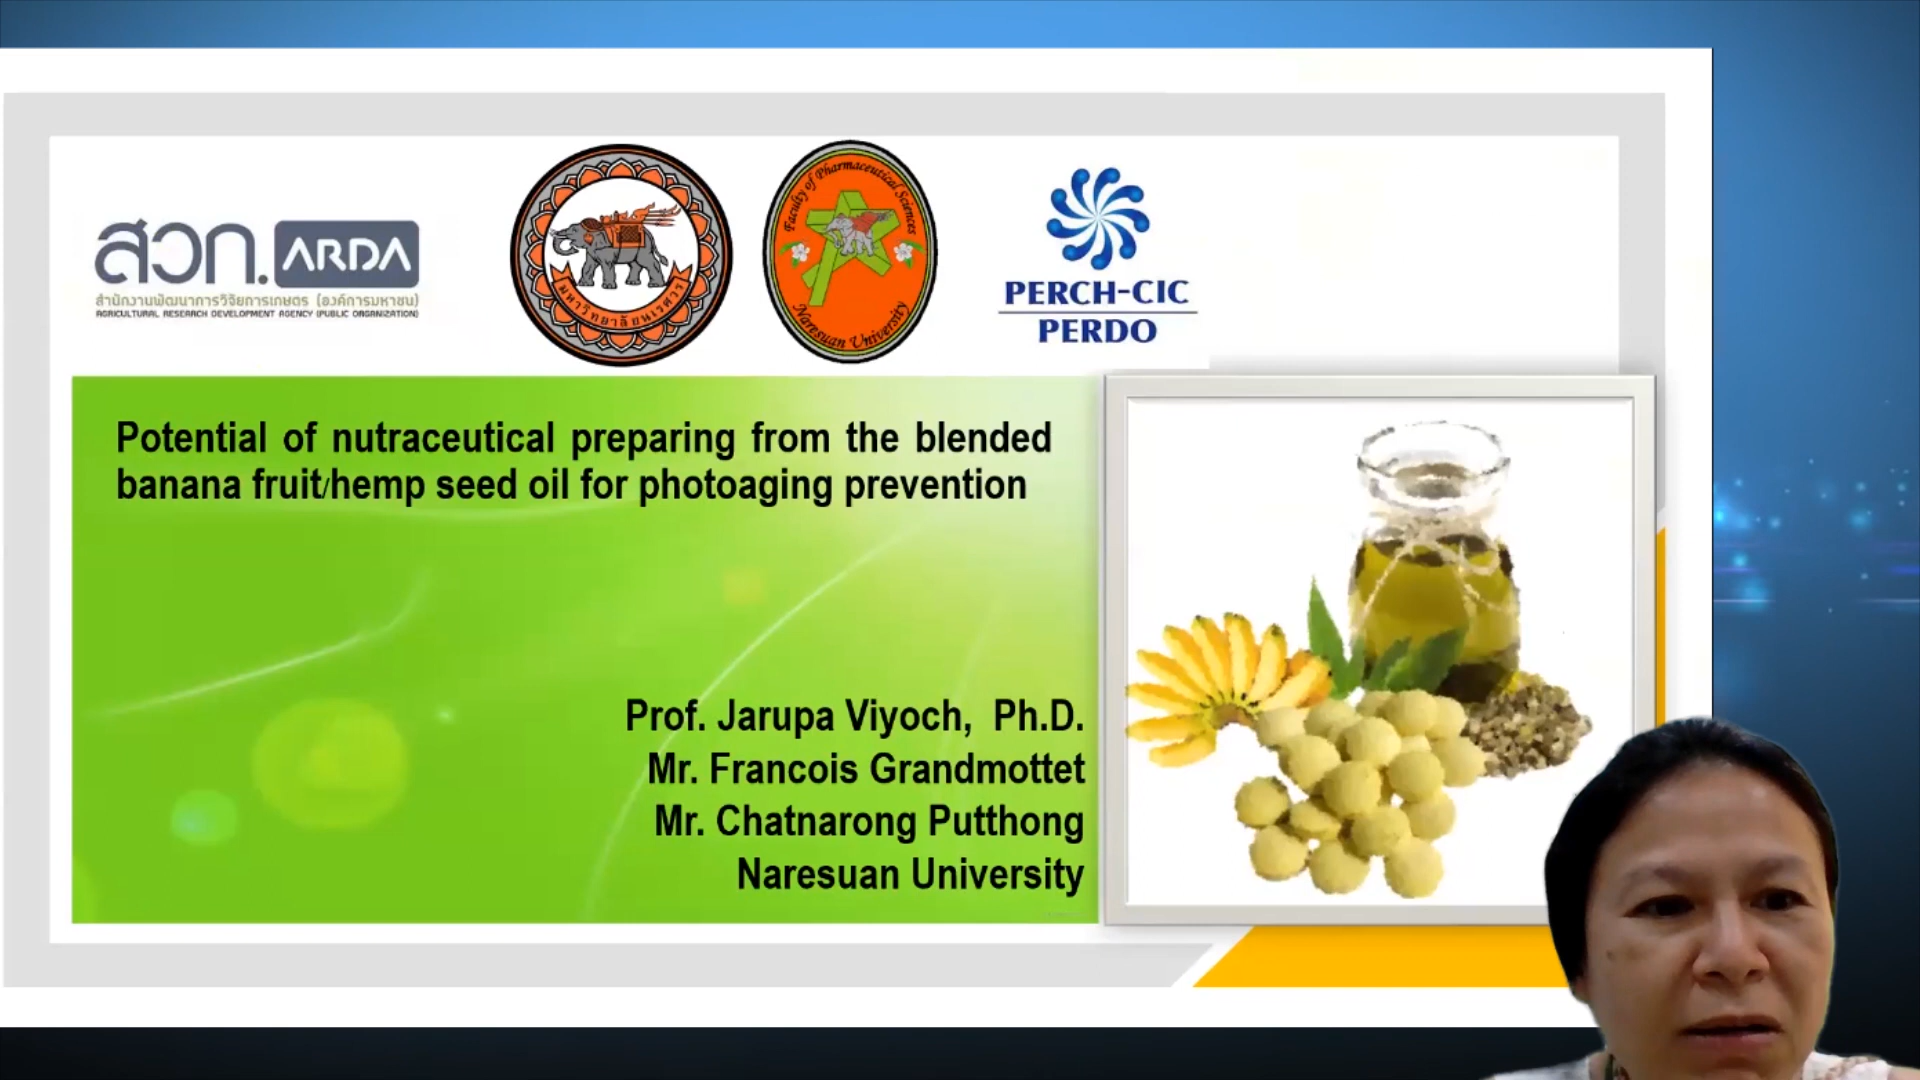 สวก. ARDA
สำนักงานพัฒนาการวิจัยการเกษตร (องค์การมหาชน)
AGRICULTURAL RESEARCH DEVELOPMENT AGENCY (PUBLIC ORGANIZATION)
มหาวิทยาลัยนเรศวร
Faculty of Pharmaceutical Sciences
Naresuan University
PERCH-CIC
PERDO
Potential of nutraceutical preparing from the blended
banana fruit/hemp seed oil for photoaging prevention
Prof. Jarupa Viyoch, Ph.D.
Mr. Francois Grandmottet
Mr. Chatnarong Putthong
Naresuan University